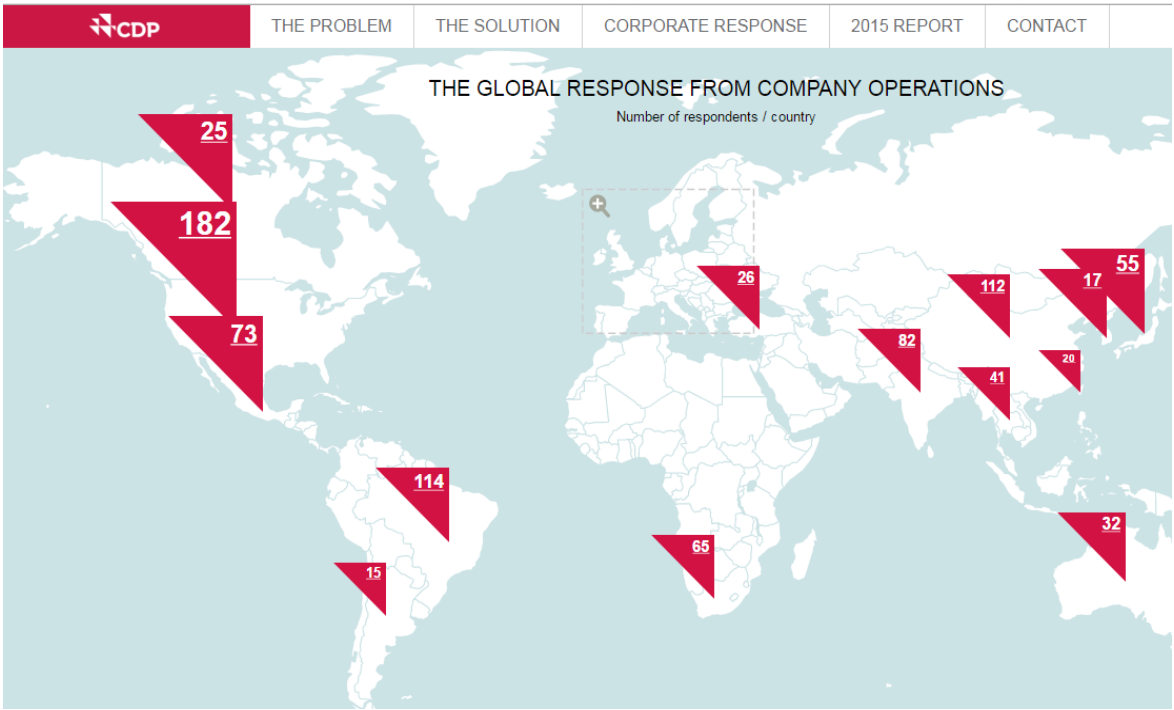 CDP
THE PROBLEM
THE SOLUTION
CORPORATE RESPONSE
2015 REPORT
CONTACT
THE GLOBAL RESPONSE FROM COMPANY OPERATIONS
Number of respondents / country
25
182
73
26
112
17
55
82
41
20
114
32
65
15